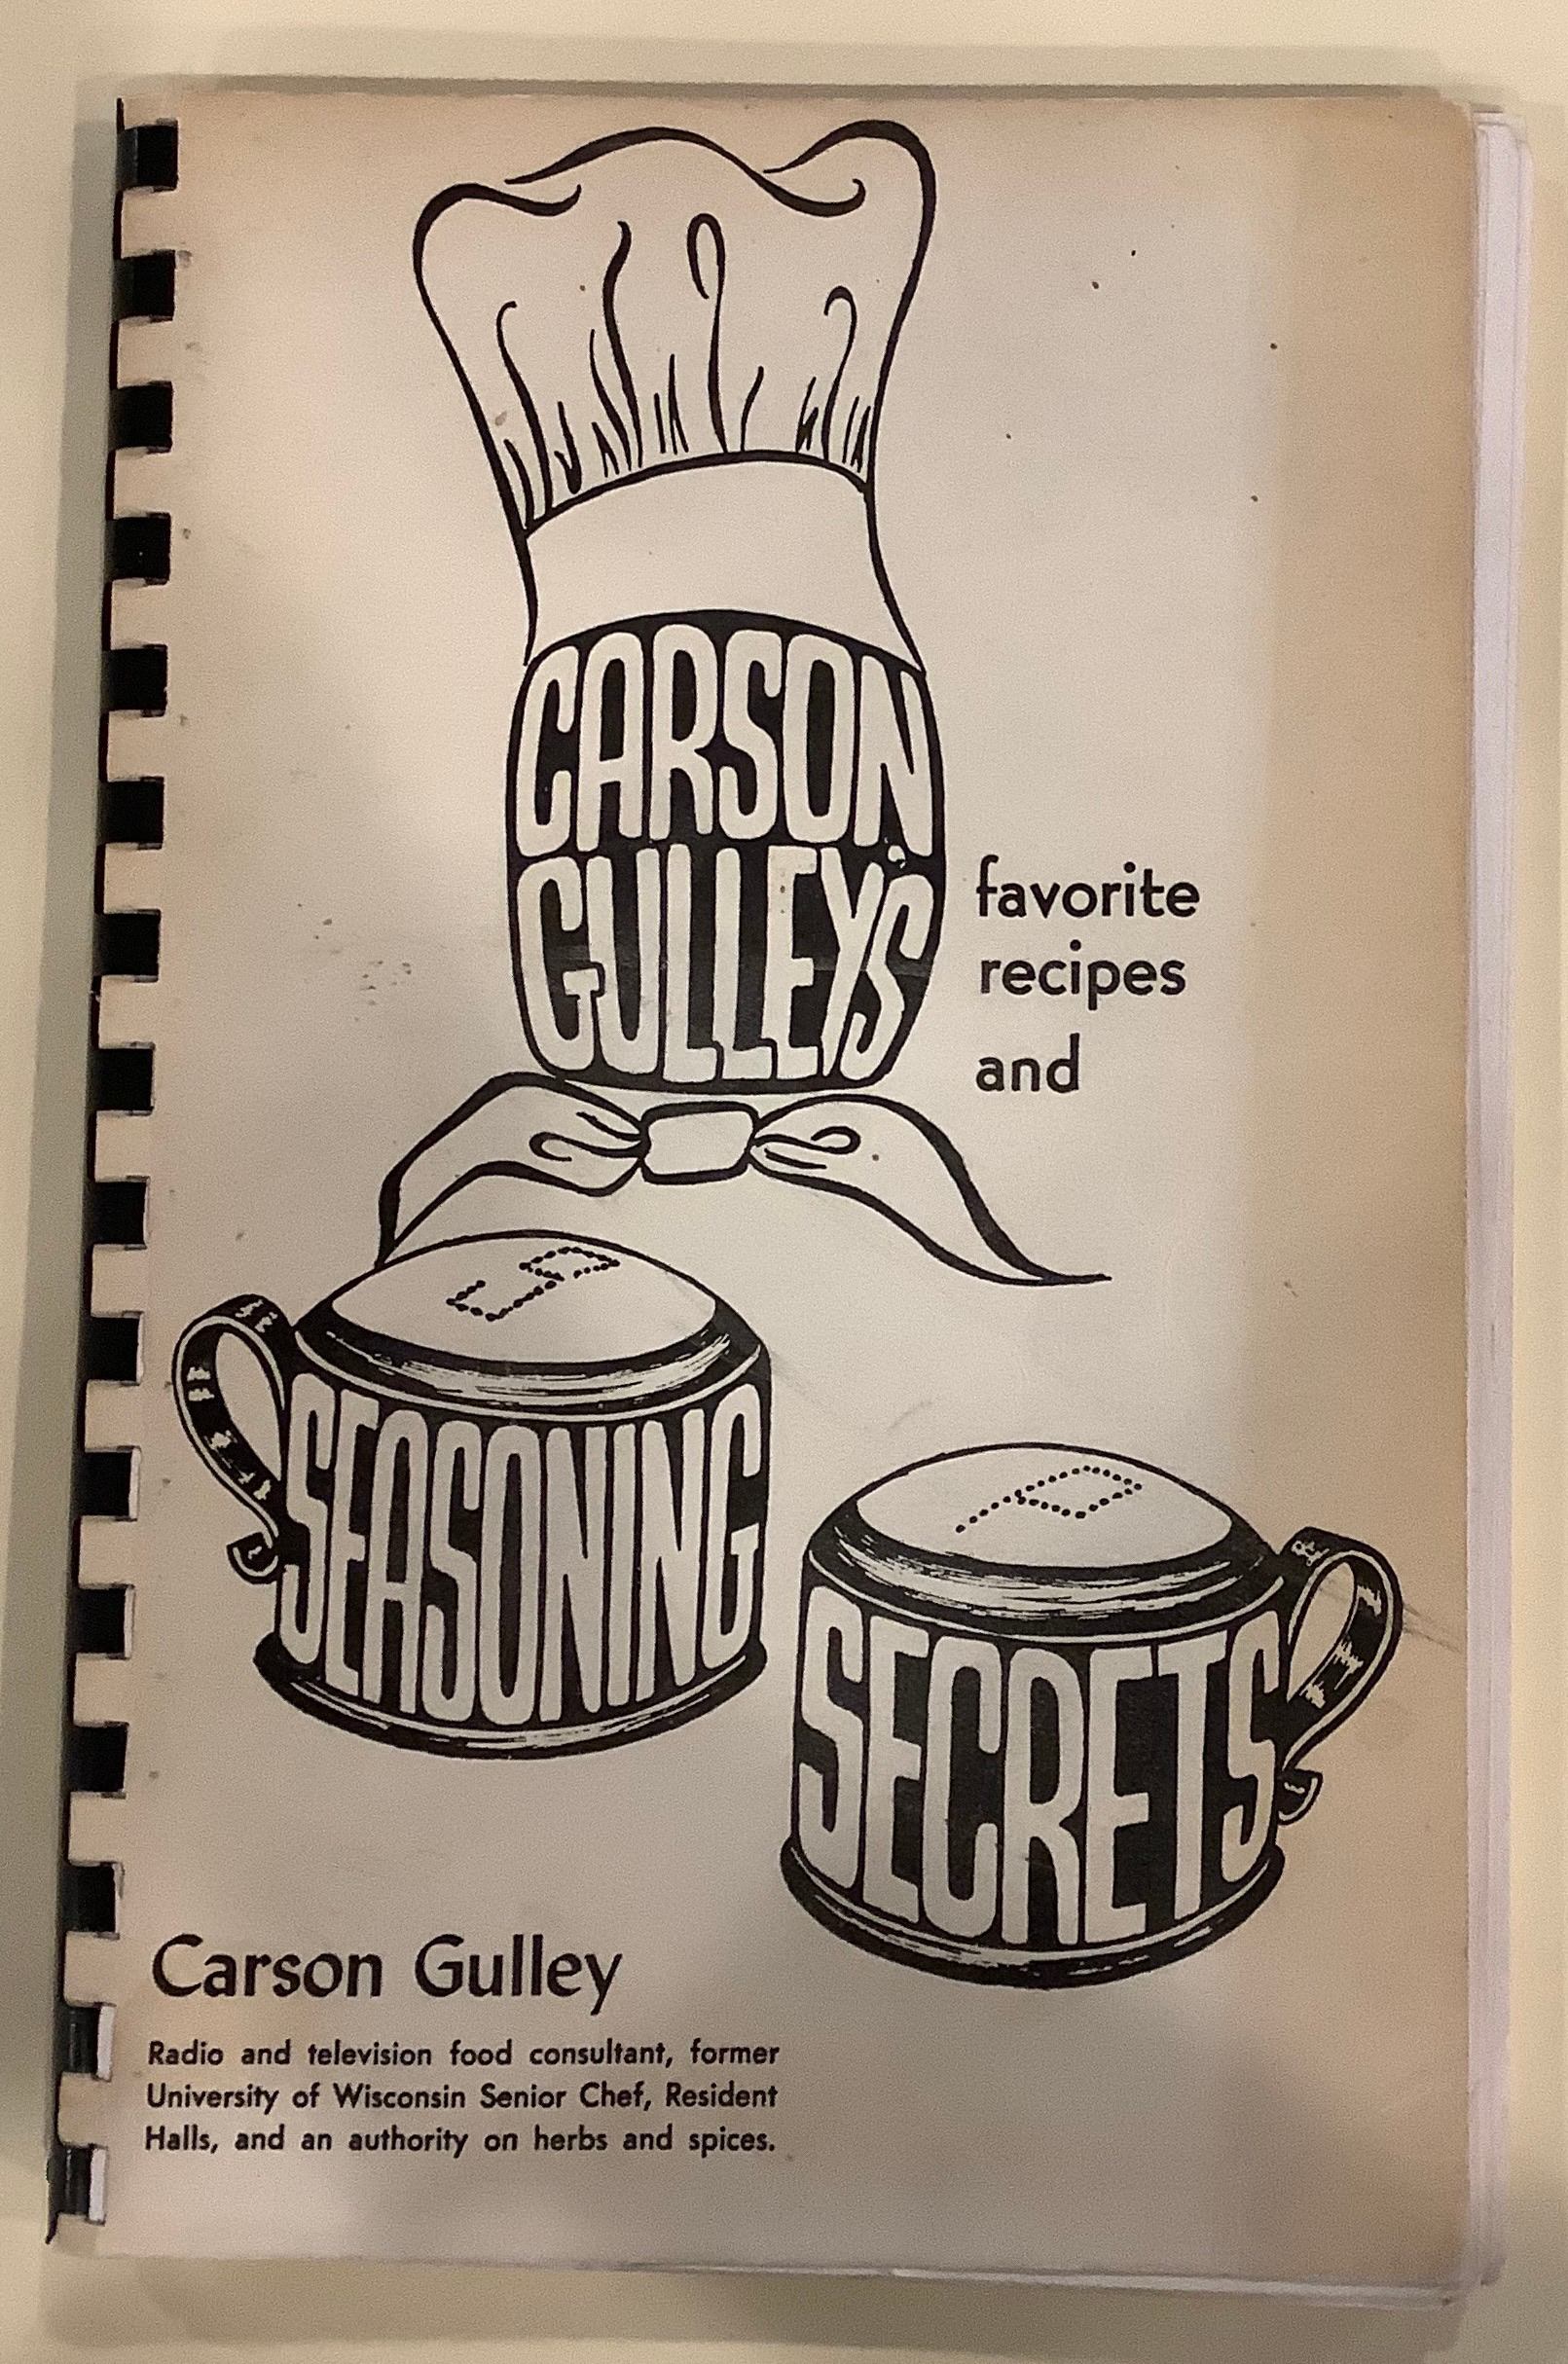 CARSON
GULLEY'S
favorite
recipes
and
S
SEASONING
P
SECRETS
Carson Gulley
Radio and television food consultant, former
University of Wisconsin Senior Chef, Resident
Halls, and an authority on herbs and spices.